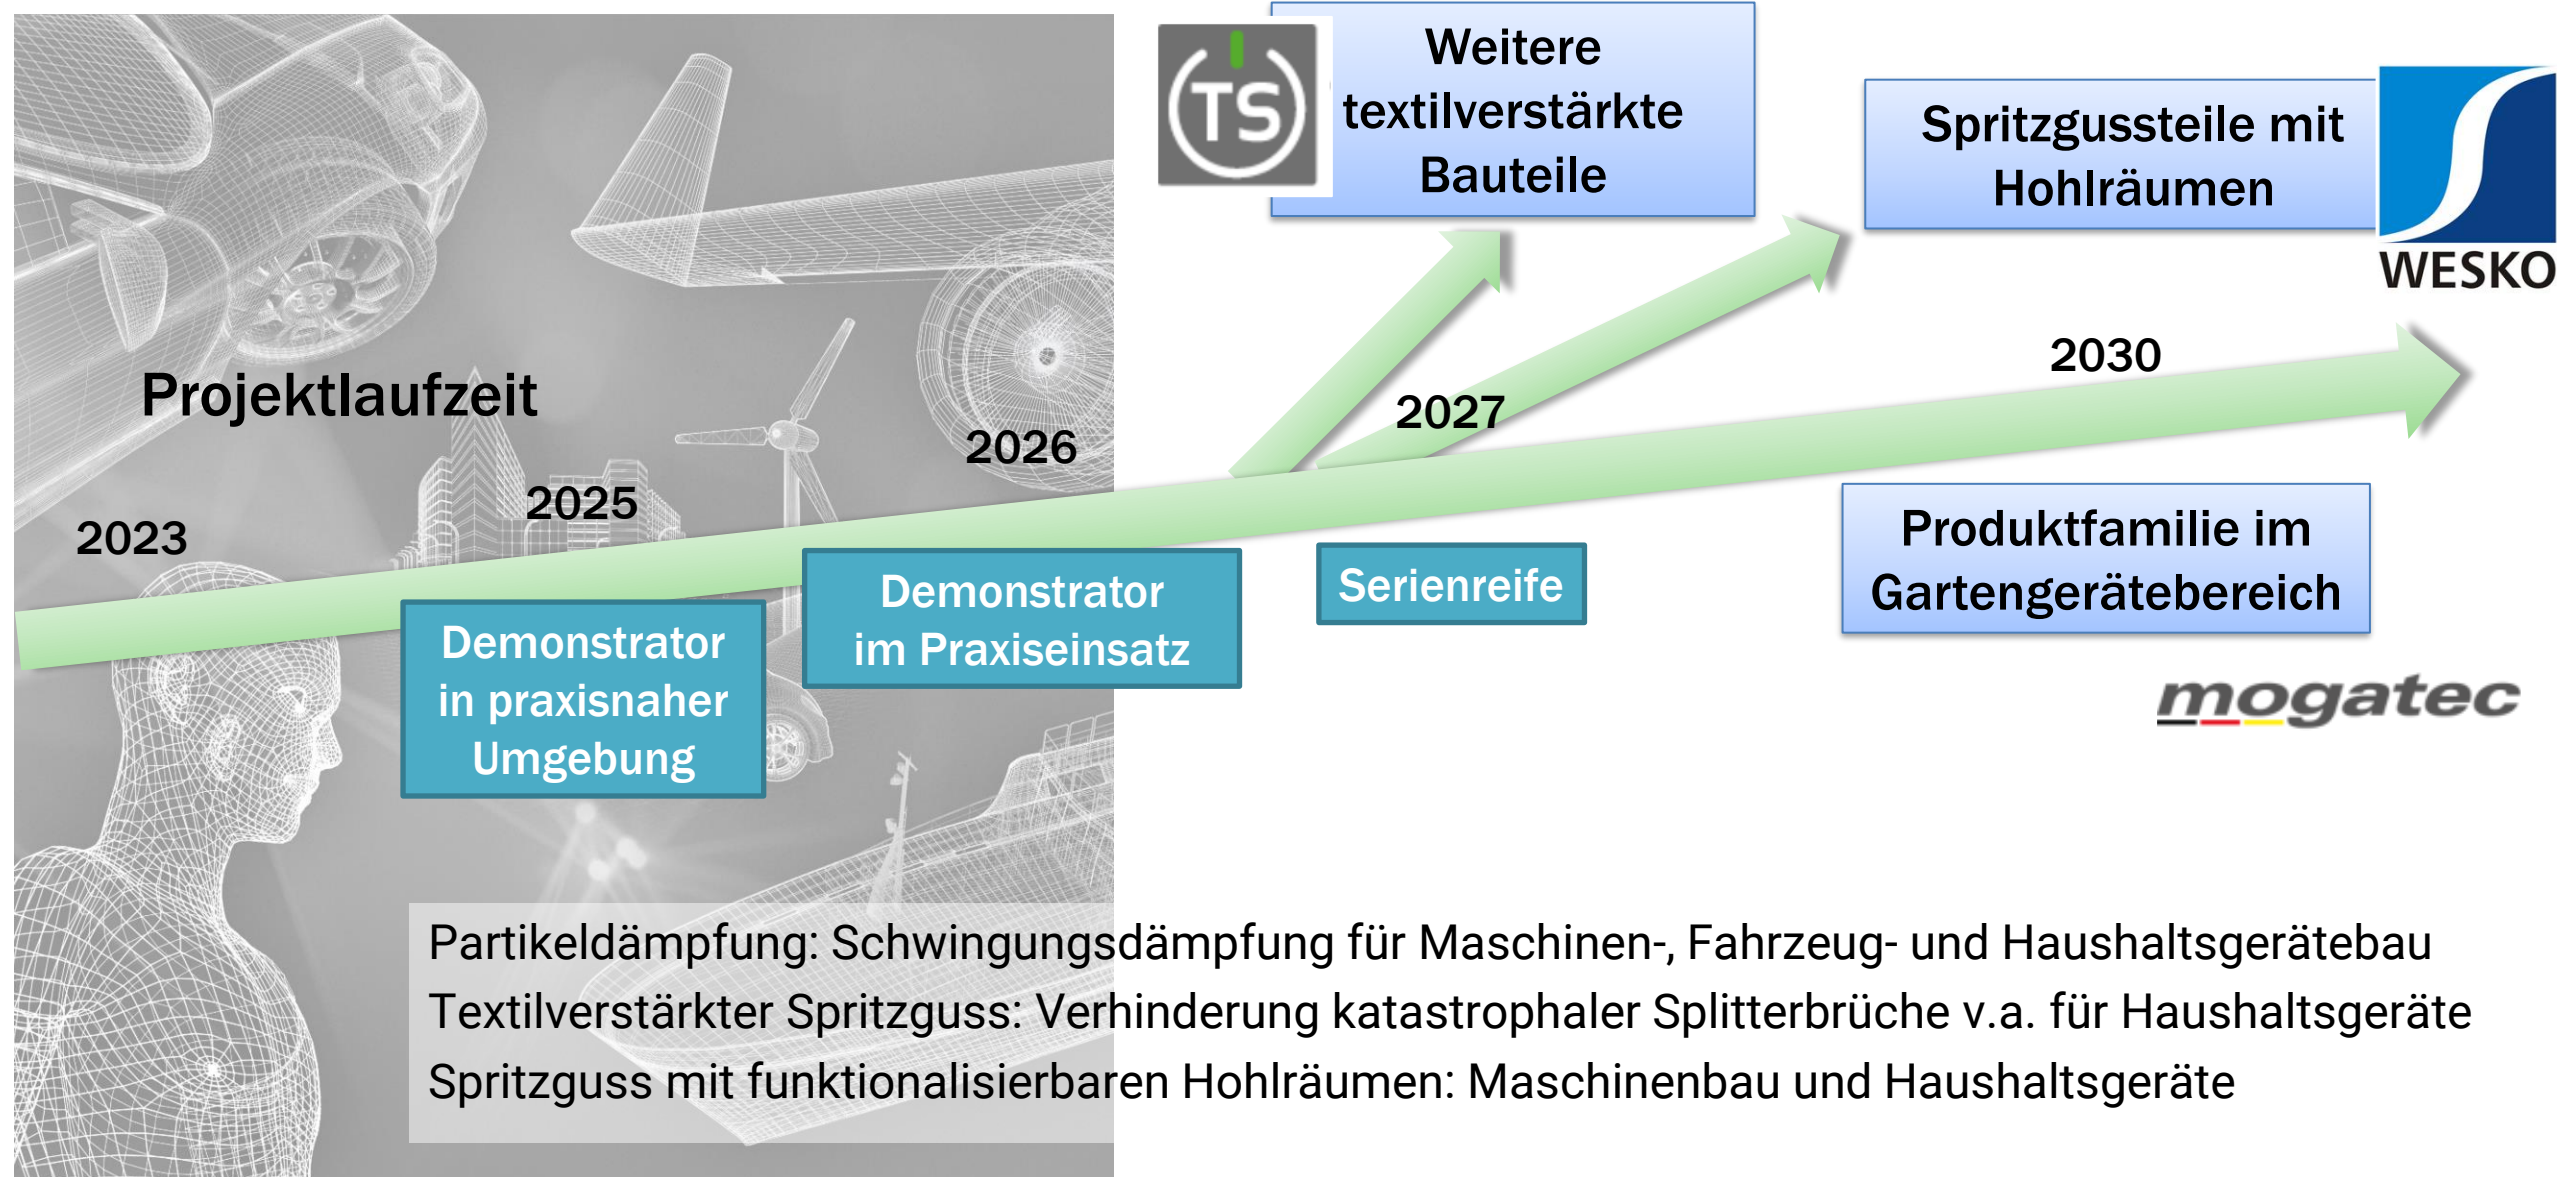 TS
Weitere
textilverstärkte
Bauteile
Spritzgussteile mit
Hohlräumen
WESKO
Projektlaufzeit
2023
2025
2026
2027
2030
Demonstrator
in praxisnaher
Umgebung
Demonstrator
im Praxiseinsatz
Serienreife
Produktfamilie im
Gartengerätebereich
mogatec
Partikeldämpfung: Schwingungsdämpfung für Maschinen-, Fahrzeug- und Haushaltsgerätebau
Textilverstärkter Spritzguss: Verhinderung katastrophaler Splitterbrüche v.a. für Haushaltsgeräte
Spritzguss mit funktionalisierbaren Hohlräumen: Maschinenbau und Haushaltsgeräte